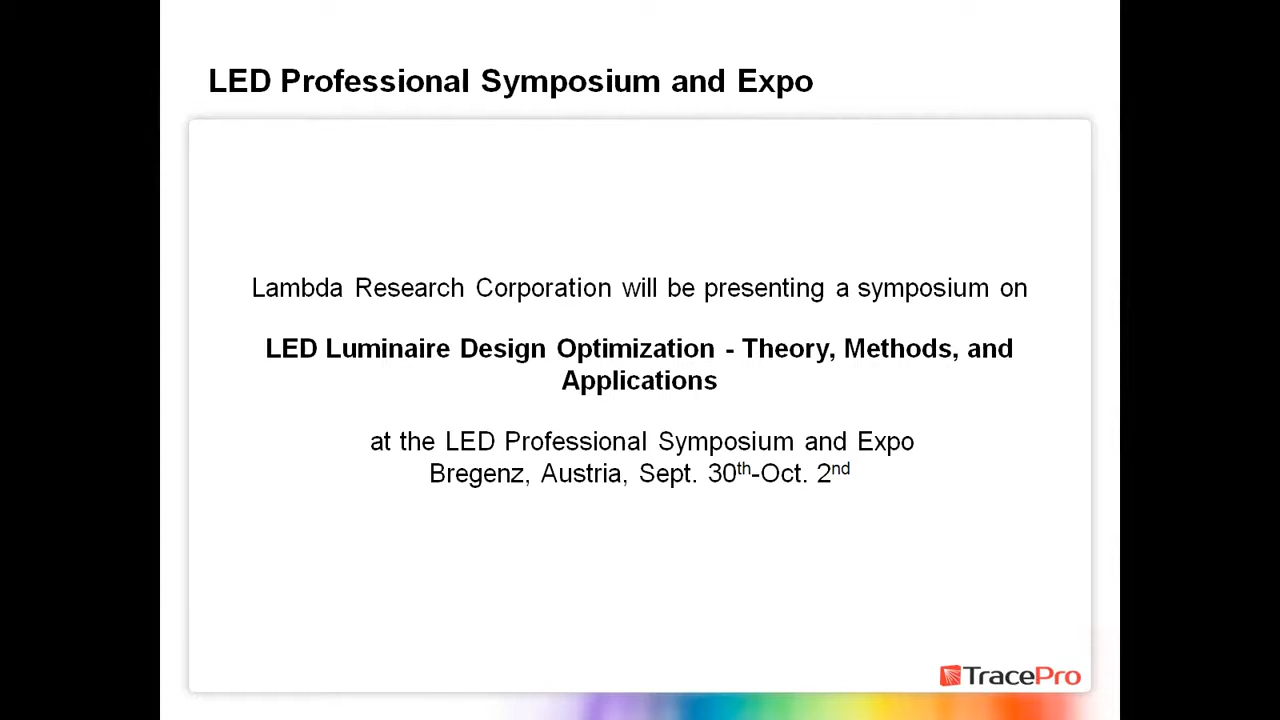 LED Professional Symposium and Expo
Lambda Research Corporation will be presenting a symposium on
LED Luminaire Design Optimization - Theory, Methods, and
Applications
at the LED Professional Symposium and Expo
Bregenz, Austria, Sept. 30th-Oct. 2nd
TracePro